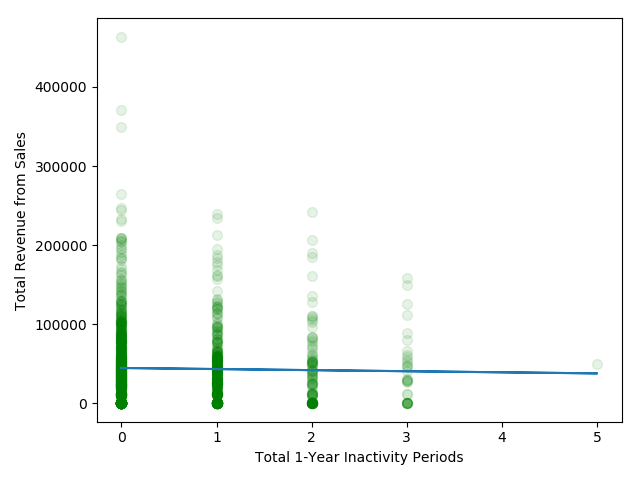 400000
300000
200000
100000
0
Total Revenue from Sales
0 1 2 3 4 5
Total 1-Year Inactivity Periods